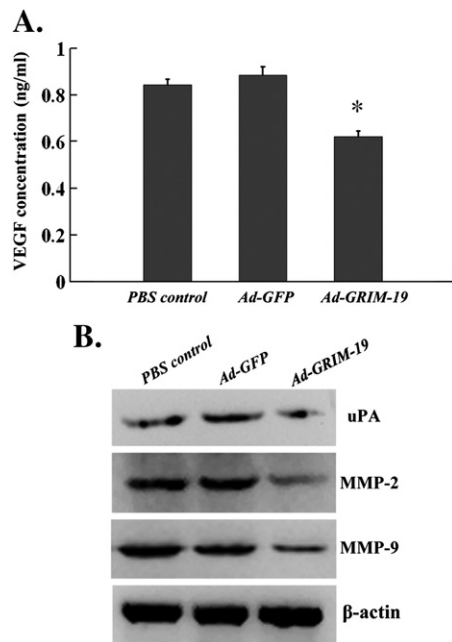 A.
VEGF concentration (ng/ml)
1
0.8
0.6
0.4
0.2
0
*
PBS control Ad-GFP Ad-GRIM-19
B.
PBS control Ad-GFP Ad-GRIM-19
uPA
MMP-2
MMP-9
β-actin